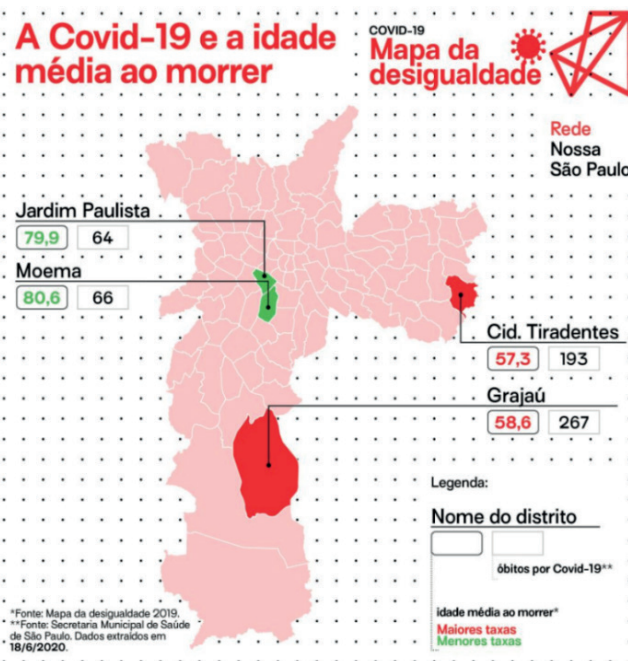 A Covid-19 e a idade
média ao morrer
COVID-19
Mapa da
desigualdade
Rede
Nossa
São Paulo
Jardim Paulista
79,9 64
Moema
80,6 66
Cid. Tiradentes
57,3 193
Grajaú
58,6 267
Legenda:
Nome do distrito
óbitos por Covid-19**
idade média ao morrer*
Maiores taxas
Menores taxas
*Fonte: Mapa da desigualdade 2019.
**Fonte: Secretaria Municipal de Saúde
de São Paulo. Dados extraídos em
18/6/2020.